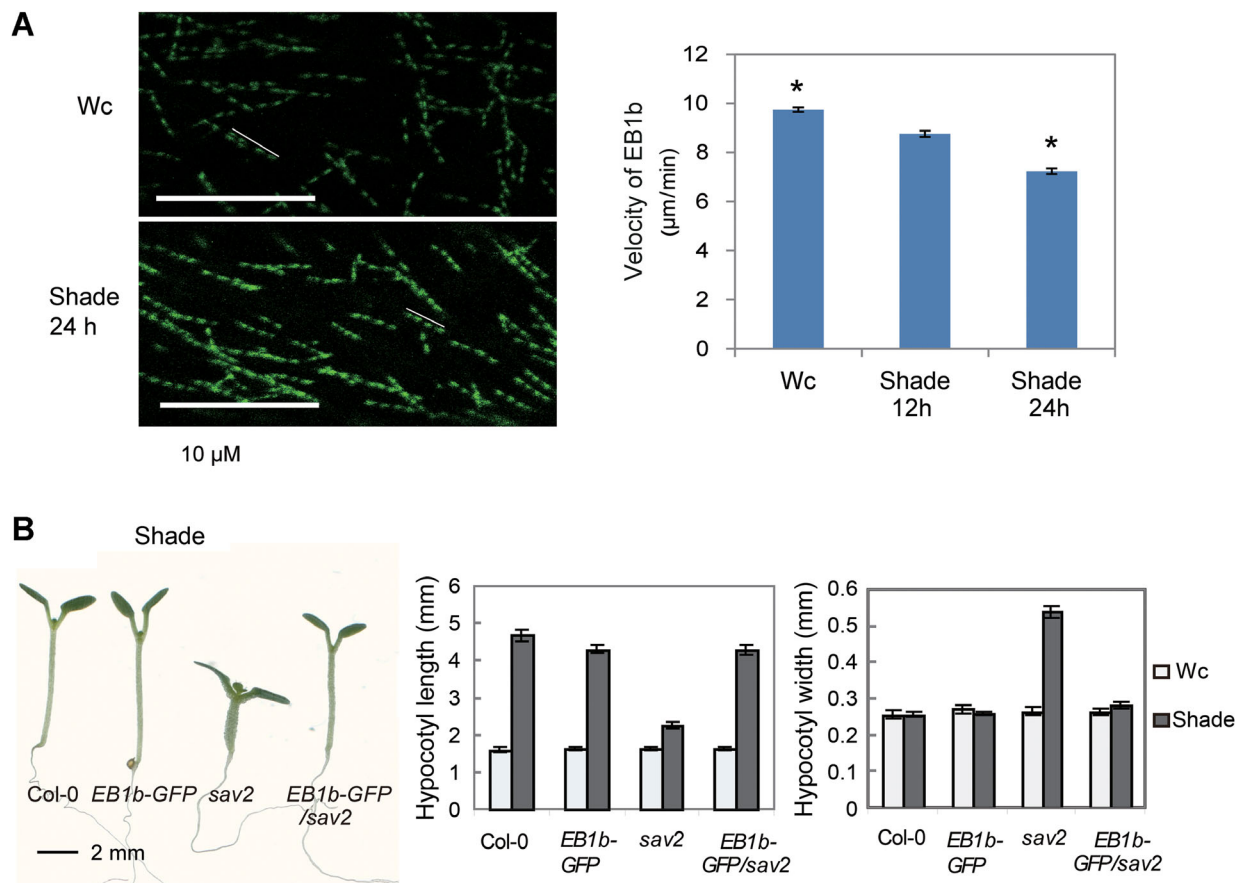 A
Wc
Shade
24 h
10 µM
Velocity of EB1b
(µm/min)
12
10
8
6
4
2
0
*
*
Wc
Shade
12h
Shade
24h
B
Shade
Col-0
EB1b-GFP
sav2
EB1b-GFP
/sav2
2 mm
Hypocotyl length (mm)
6
5
4
3
2
1
0
Col-0
EB1b-
GFP
sav2
EB1b-
GFP/sav2
Hypocotyl width (mm)
0.6
0.5
0.4
0.3
0.2
0.1
0
Col-0
EB1b-
GFP
sav2
EB1b-
GFP/sav2
Wc
Shade